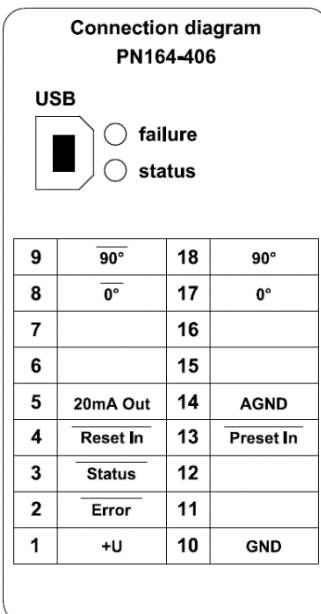 Connection diagram
PN164-406
USB
failure
status
9 90° 18 90°
8 0° 17 0°
7 16
6 15
5 20mA Out 14 AGND
4 Reset In 13 Preset In
3 Status 12
2 Error 11
1 +U 10 GND